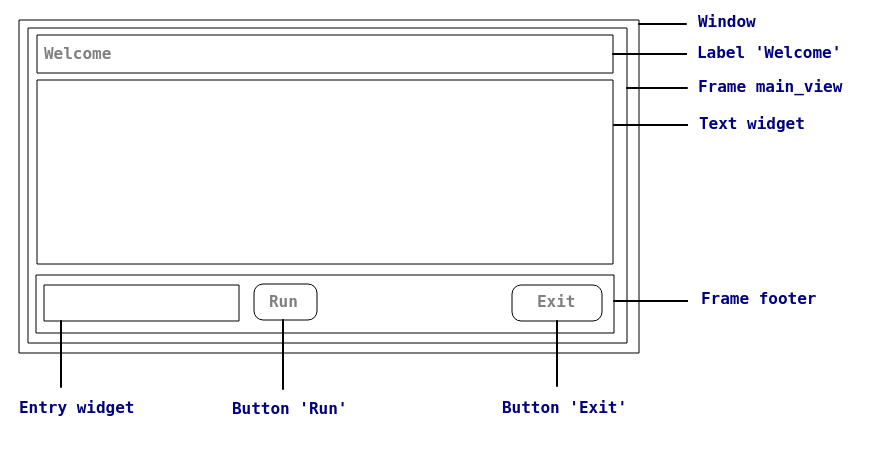 Window
Welcome
Label 'Welcome'
Frame main_view
Text widget
Run
Exit
Frame footer
Entry widget
Button 'Run'
Button 'Exit'